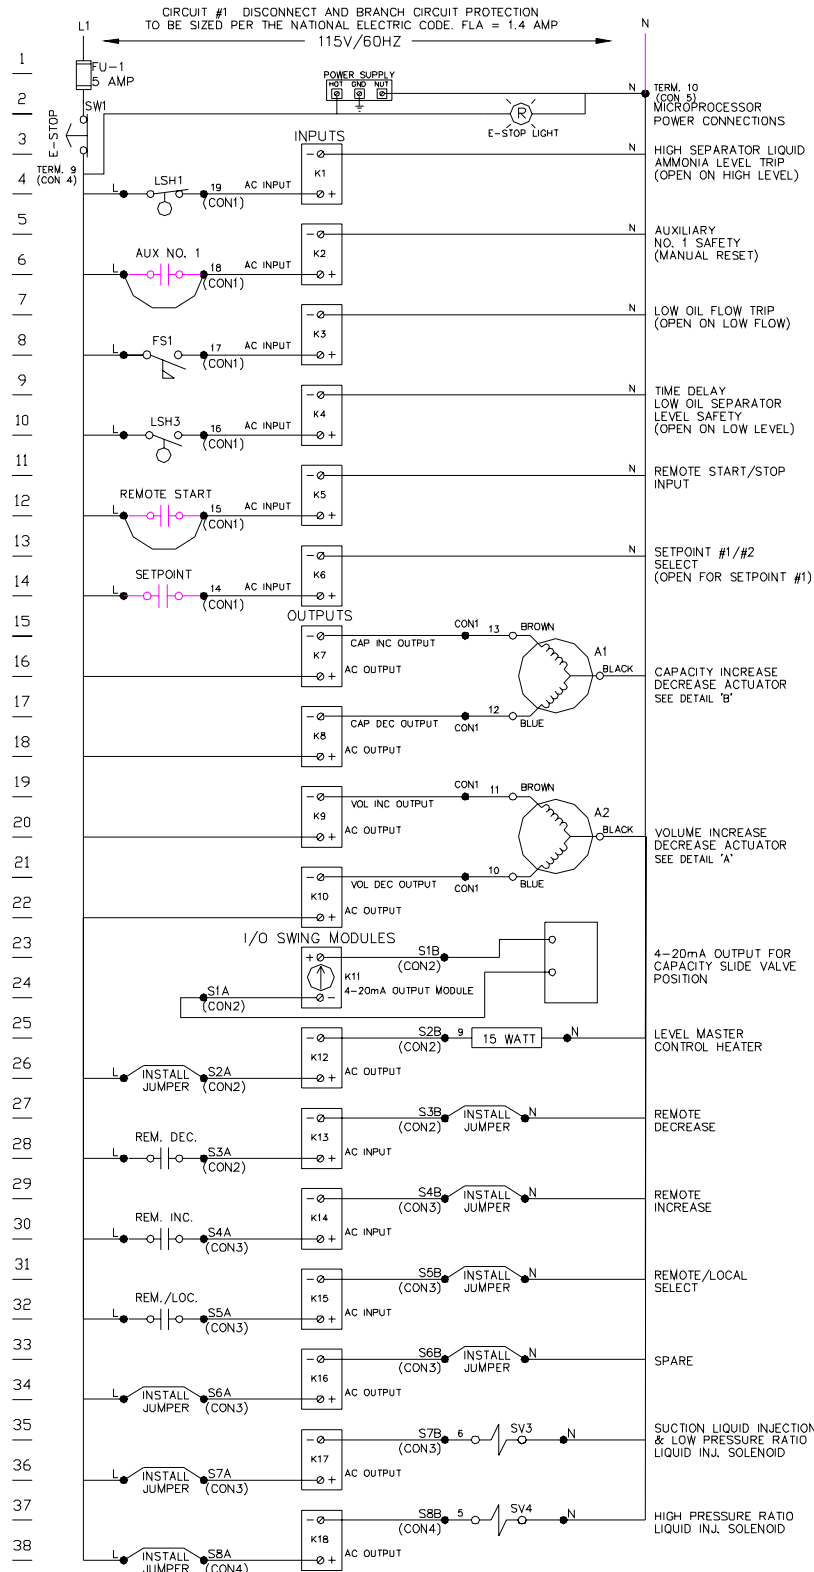 CIRCUIT #1 DISCONNECT AND BRANCH CIRCUIT PROTECTION
TO BE SIZED PER THE NATIONAL ELECTRIC CODE. FLA = 1.4 AMP
L1
115V/60HZ
N
1
FU-1
5 AMP
POWER SUPPLY
HOT GND NUT
N
TERM. 10
(CON 5)
MICROPROCESSOR
POWER CONNECTIONS
2
SW1
E-STOP
R
E-STOP LIGHT
3
INPUTS
TERM. 9
(CON 4)
K1
N
HIGH SEPARATOR LIQUID
AMMONIA LEVEL TRIP
(OPEN ON HIGH LEVEL)
4
L
LSH1
19
(CON1)
AC INPUT
5
N
AUXILIARY
NO. 1 SAFETY
(MANUAL RESET)
6
L
AUX NO. 1
18
(CON1)
AC INPUT
K2
7
N
LOW OIL FLOW TRIP
(OPEN ON LOW FLOW)
8
L
FS1
17
(CON1)
AC INPUT
K3
9
N
TIME DELAY
LOW OIL SEPARATOR
LEVEL SAFETY
(OPEN ON LOW LEVEL)
10
L
LSH3
16
(CON1)
AC INPUT
K4
11
N
REMOTE START/STOP
INPUT
12
L
REMOTE START
15
(CON1)
AC INPUT
K5
13
N
SETPOINT #1/#2
SELECT
(OPEN FOR SETPOINT #1)
14
L
SETPOINT
14
(CON1)
AC INPUT
K6
OUTPUTS
15
CAP INC OUTPUT
CON1
13
BROWN
16
K7
AC OUTPUT
A1
BLACK
CAPACITY INCREASE
DECREASE ACTUATOR
SEE DETAIL 'B'
17
CAP DEC OUTPUT
CON1
12
BLUE
18
K8
AC OUTPUT
19
VOL INC OUTPUT
CON1
11
BROWN
20
K9
AC OUTPUT
A2
BLACK
VOLUME INCREASE
DECREASE ACTUATOR
SEE DETAIL 'A'
21
VOL DEC OUTPUT
CON1
10
BLUE
22
K10
AC OUTPUT
I/O SWING MODULES
23
S1B
(CON2)
4-20mA OUTPUT FOR
CAPACITY SLIDE VALVE
POSITION
24
S1A
(CON2)
K11
4-20mA OUTPUT MODULE
25
S2B
(CON2)
9
15 WATT
N
LEVEL MASTER
CONTROL HEATER
26
L
INSTALL
JUMPER
S2A
(CON2)
K12
AC OUTPUT
27
S3B
(CON2)
INSTALL
JUMPER
N
REMOTE
DECREASE
28
L
REM. DEC.
S3A
(CON2)
K13
AC INPUT
29
S4B
(CON3)
INSTALL
JUMPER
N
REMOTE
INCREASE
30
L
REM. INC.
S4A
(CON3)
K14
AC INPUT
31
S5B
(CON3)
INSTALL
JUMPER
N
REMOTE/LOCAL
SELECT
32
L
REM./LOC.
S5A
(CON3)
K15
AC INPUT
33
S6B
(CON3)
INSTALL
JUMPER
N
SPARE
34
L
INSTALL
JUMPER
S6A
(CON3)
K16
AC OUTPUT
35
S7B
(CON3)
6
SV3
N
SUCTION LIQUID INJECTION
& LOW PRESSURE RATIO
LIQUID INJ. SOLENOID
36
L
INSTALL
JUMPER
S7A
(CON3)
K17
AC OUTPUT
37
S8B
(CON4)
5
SV4
N
HIGH PRESSURE RATIO
LIQUID INJ. SOLENOID
38
L
INSTALL
JUMPER
S8A
(CON4)
K18
AC OUTPUT